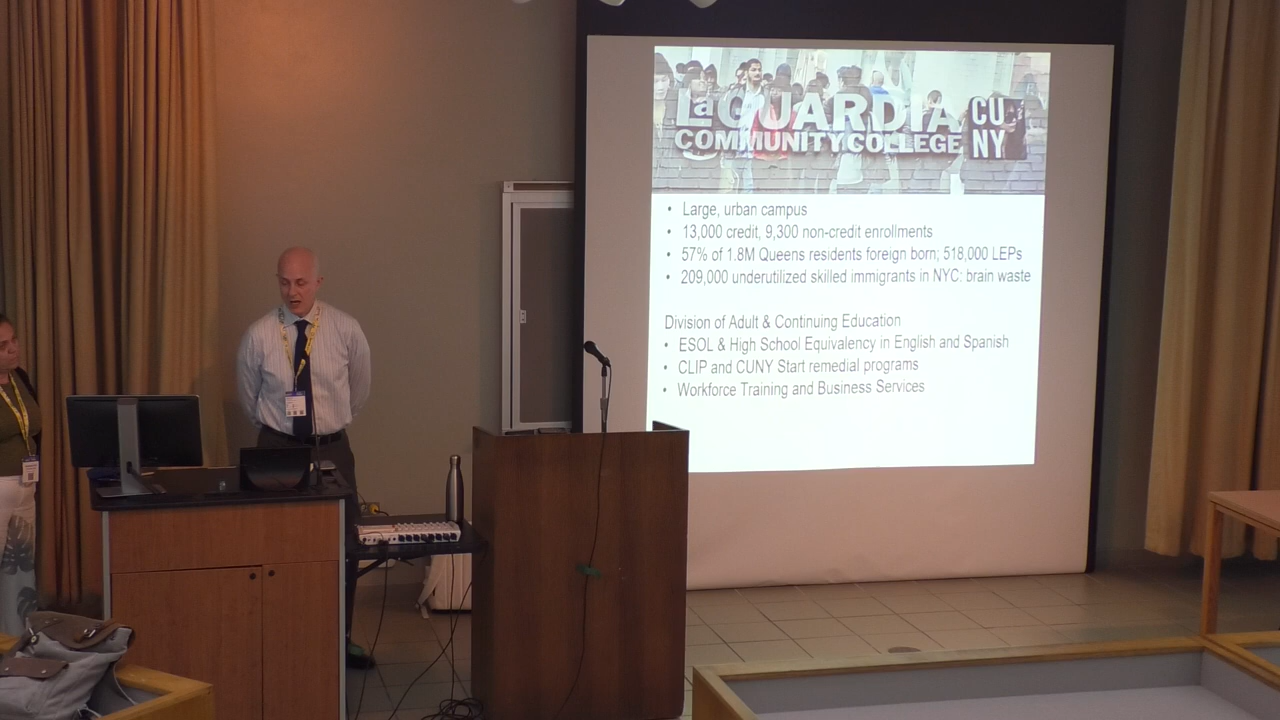 LaGUARDIA
COMMUNITY COLLEGE
CU
NY
• Large, urban campus
• 13,000 credit, 9,300 non-credit enrollments
• 57% of 1.8M Queens residents foreign born; 518,000 LEPs
• 209,000 underutilized skilled immigrants in NYC: brain waste
Division of Adult & Continuing Education
• ESOL & High School Equivalency in English and Spanish
• CLIP and CUNY Start remedial programs
• Workforce Training and Business Services